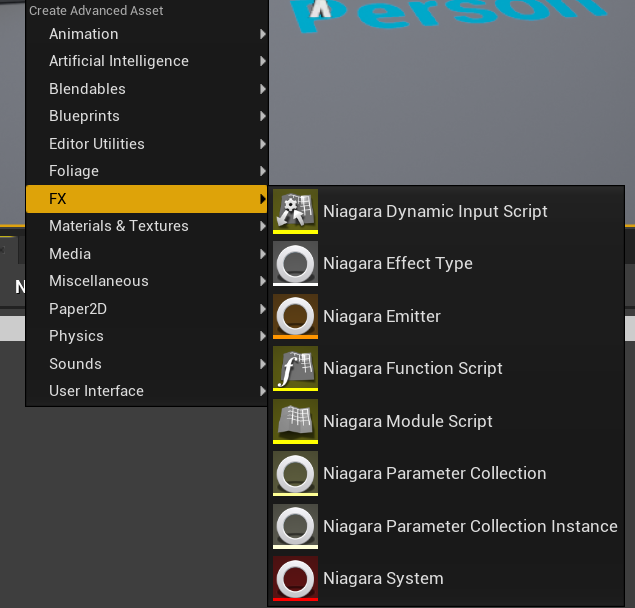 Person
Create Advanced Asset
Animation
Artificial Intelligence
Blendables
Blueprints
Editor Utilities
Foliage
FX
Materials & Textures
Media
Miscellaneous
Paper2D
Physics
Sounds
User Interface
Niagara Dynamic Input Script
Niagara Effect Type
Niagara Emitter
Niagara Function Script
Niagara Module Script
Niagara Parameter Collection
Niagara Parameter Collection Instance
Niagara System